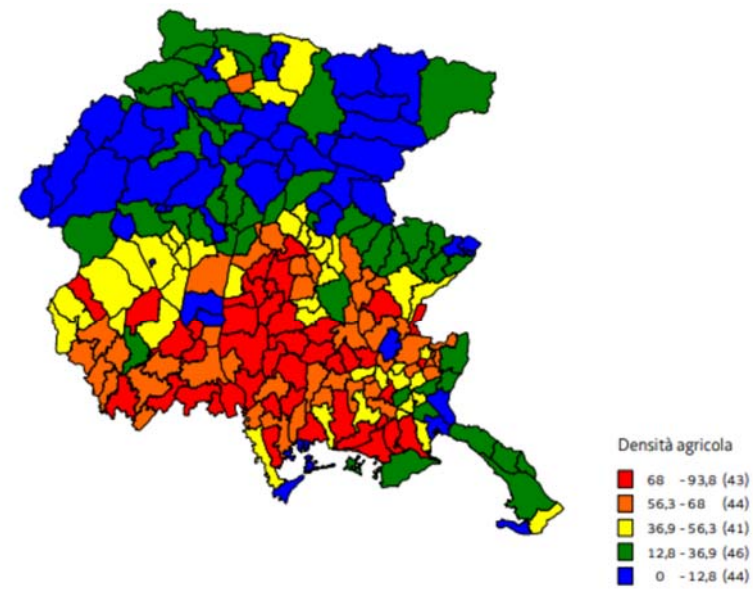 Densità agricola
68 - 93,8 (43)
56,3 - 68 (44)
36,9 - 56,3 (41)
12,8 - 36,9 (46)
0 - 12,8 (44)